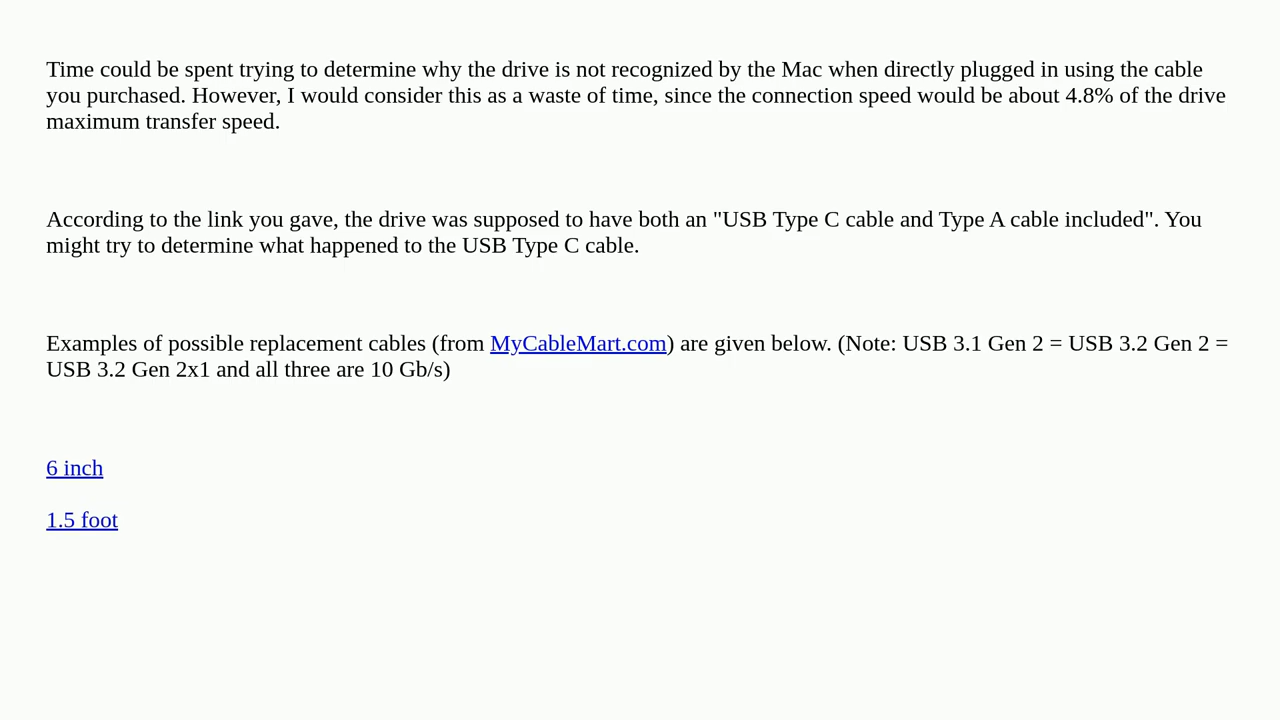 Time could be spent trying to determine why the drive is not recognized by the Mac when directly plugged in using the cable
you purchased. However, I would consider this as a waste of time, since the connection speed would be about 4.8% of the drive
maximum transfer speed.
According to the link you gave, the drive was supposed to have both an "USB Type C cable and Type A cable included". You
might try to determine what happened to the USB Type C cable.
Examples of possible replacement cables (from MyCableMart.com) are given below. (Note: USB 3.1 Gen 2 = USB 3.2 Gen 2 =
USB 3.2 Gen 2x1 and all three are 10 Gb/s)
6 inch
1.5 foot